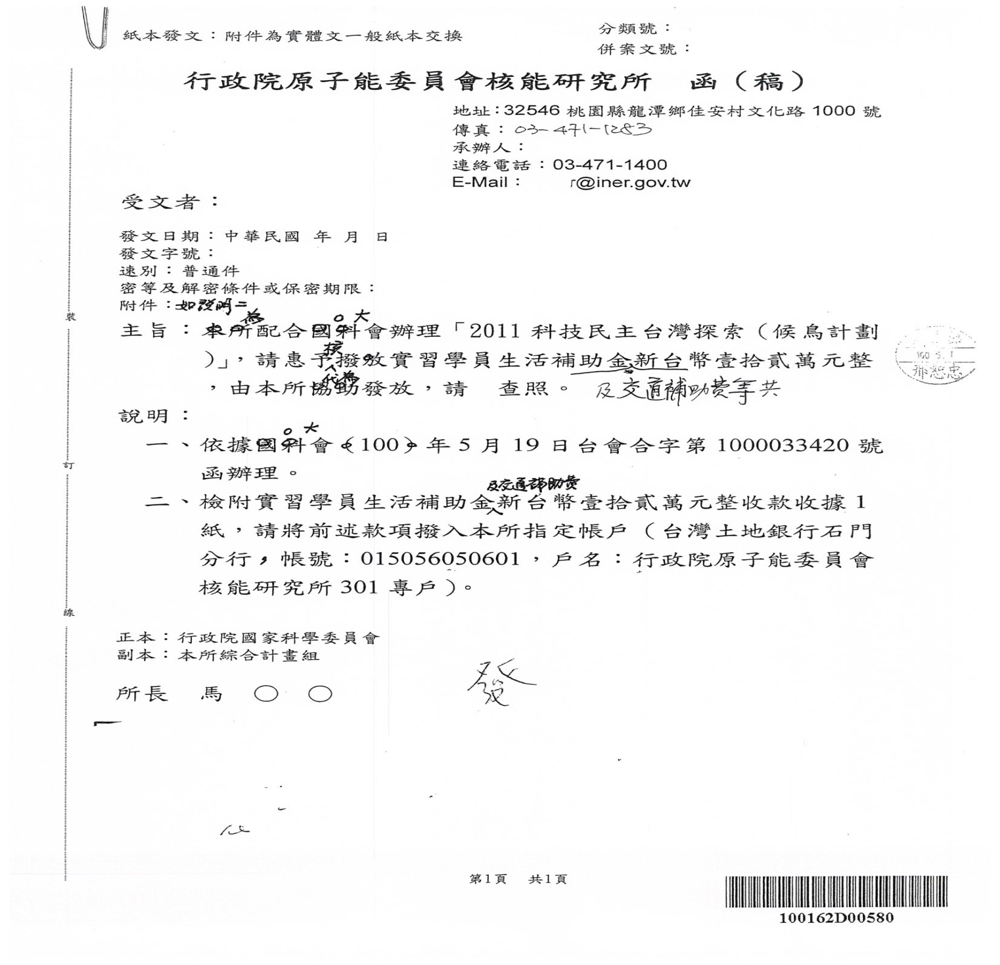 紙本發文：附件為實體文一般紙本交換
分類號：
併案文號：
行政院原子能委員會核能研究所　函（稿）
地址：32546 桃園縣龍潭鄉佳安村文化路 1000 號
傳真：03-471-1283
承辦人：
連絡電話：03-471-1400
E-Mail：　r@iner.gov.tw
受文者：
發文日期：中華民國 年 月 日
發文字號：
速別：普通件
密等及解密條件或保密期限：
附件：如說明二
為　大
主旨：本所配合國科會辦理「2011 科技民主台灣探索（候鳥計劃
核
）」，請惠予撥放實習學員生活補助金新台幣壹拾貳萬元整
代為
，由本所協助發放，請　查照。 及交通補助費等共
說明：
大
一、依據國科會（100）年 5 月 19 日台會合字第 1000033420 號
函辦理。
及交通補助費
二、檢附實習學員生活補助金新台幣壹拾貳萬元整收款收據 1
紙，請將前述款項撥入本所指定帳戶（台灣土地銀行石門
分行，帳號：015056050601，戶名：行政院原子能委員會
核能研究所 301 專戶）。
正本：行政院國家科學委員會
副本：本所綜合計畫組
所長　馬　○　○
發
裝
訂
線
第1頁　共1頁
100162D00580